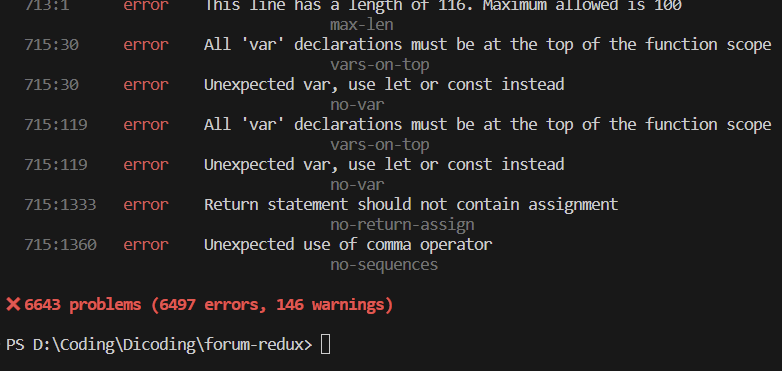 713:1 error This line has a length of 116. Maximum allowed is 100
max-len
715:30 error All 'var' declarations must be at the top of the function scope
vars-on-top
715:30 error Unexpected var, use let or const instead
no-var
715:119 error All 'var' declarations must be at the top of the function scope
vars-on-top
715:119 error Unexpected var, use let or const instead
no-var
715:1333 error Return statement should not contain assignment
no-return-assign
715:1360 error Unexpected use of comma operator
no-sequences
❌ 6643 problems (6497 errors, 146 warnings)
PS D:\Coding\Dicoding\forum-redux>